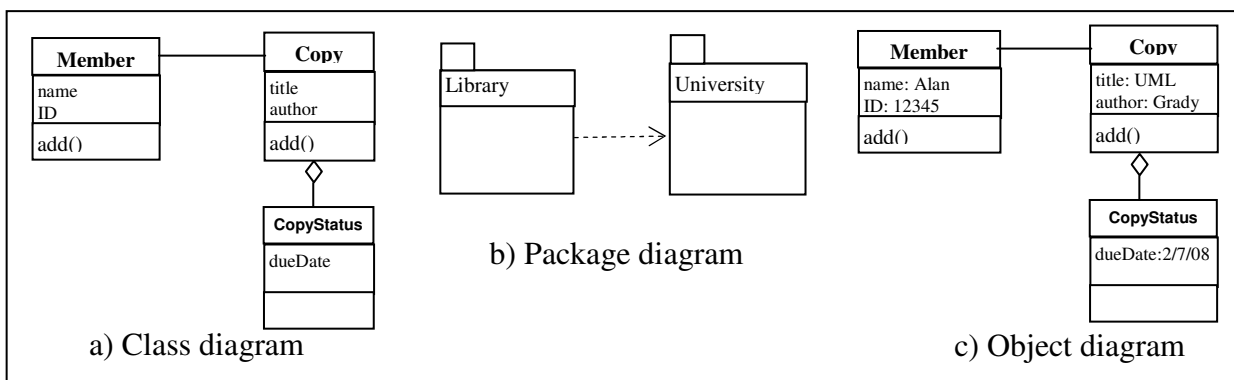 Member
name
ID
add()
Copy
title
author
add()
CopyStatus
dueDate
a) Class diagram
Library
University
b) Package diagram
Member
name: Alan
ID: 12345
add()
Copy
title: UML
author: Grady
add()
CopyStatus
dueDate:2/7/08
c) Object diagram